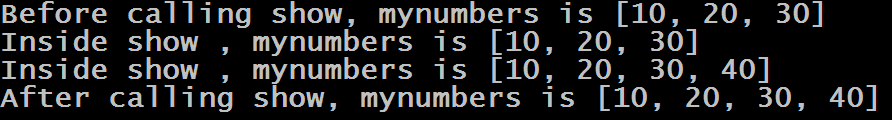 Before calling show, mynumbers is [10, 20, 30]
Inside show , mynumbers is [10, 20, 30]
Inside show , mynumbers is [10, 20, 30, 40]
After calling show, mynumbers is [10, 20, 30, 40]